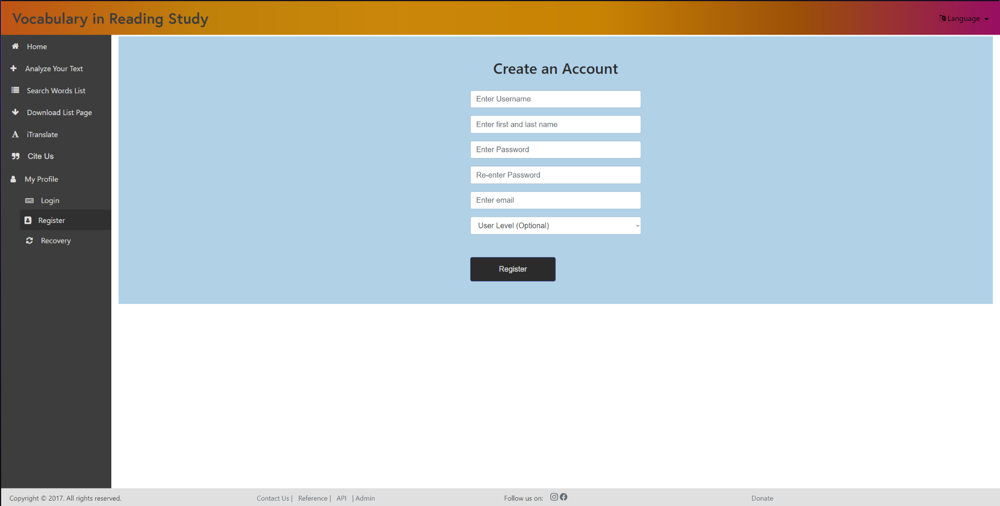 Vocabulary in Reading Study
Language
Home
Analyze Your Text
Search Words List
Download List Page
iTranslate
Cite Us
My Profile
Login
Register
Recovery
Create an Account
Enter Username
Enter first and last name
Enter Password
Re-enter Password
Enter email
User Level (Optional)
Register
Copyright © 2017. All rights reserved.
Contact Us | Reference | API | Admin
Follow us on:
Donate